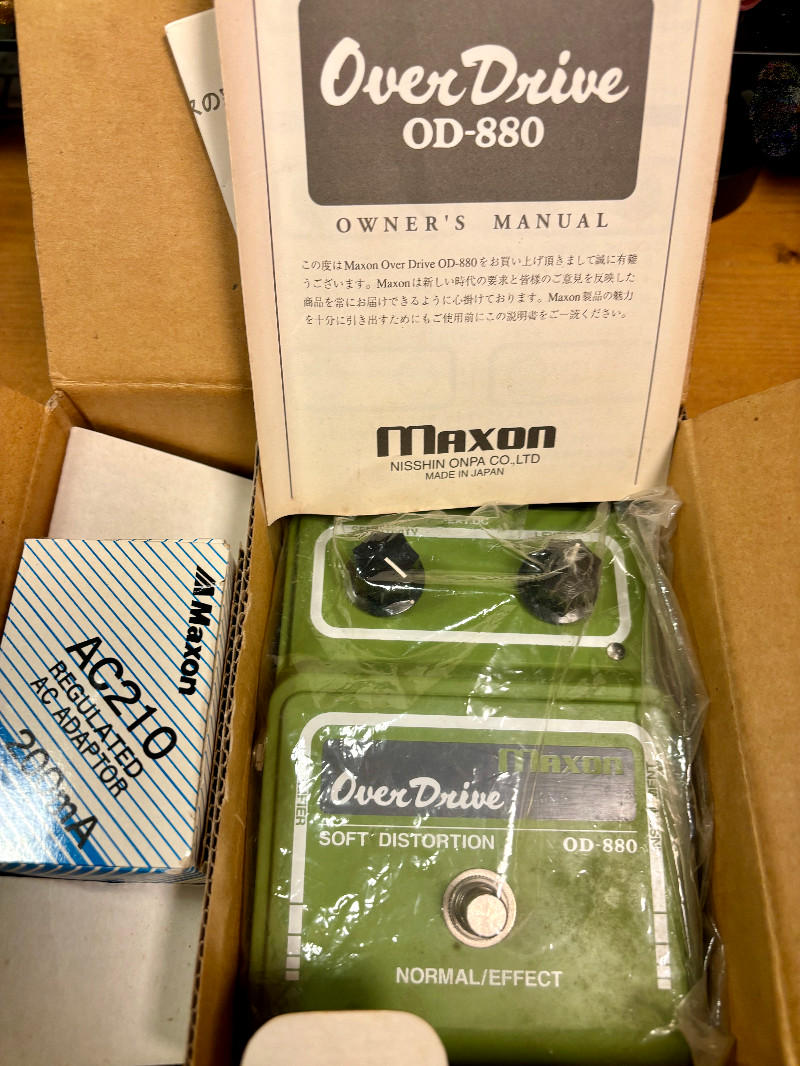 Over Drive
OD-880
OWNER'S MANUAL
この度はMaxon Over Drive OD-880をお買い上げ頂きまして誠に有難
うございます。Maxonは新しい時代の要求と皆様のご意見を反映した
商品を常にお届けできるように心掛けております。Maxon製品の魅力
を十分に引き出すためにもご使用前にこの説明書をご一読ください。
maxon
NISSHIN ONPA CO.,LTD
MADE IN JAPAN
Maxon
AC210
REGULATED
AC ADAPTOR
200mA
maxon
Over Drive
SOFT DISTORTION
OD-880
NORMAL/EFFECT